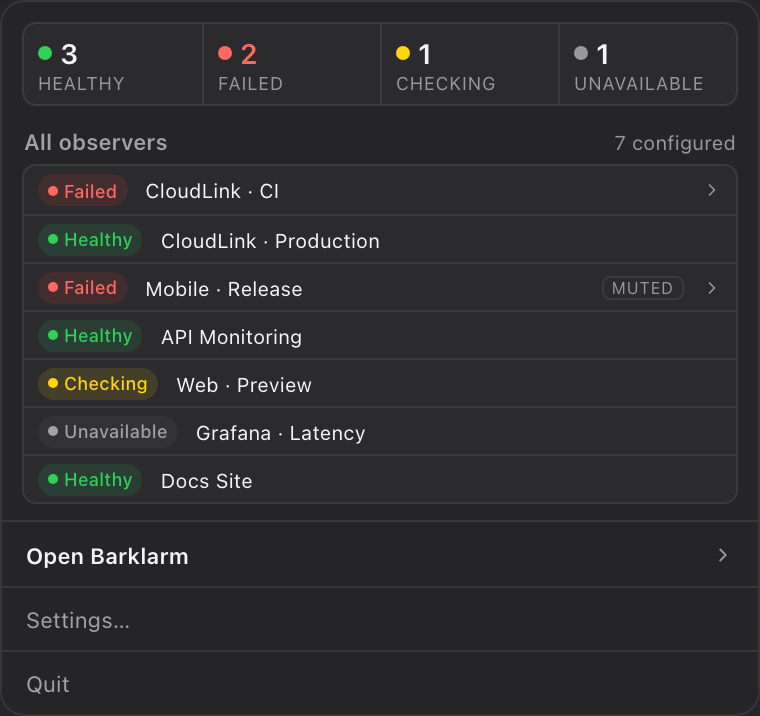 3
HEALTHY
2
FAILED
1
CHECKING
1
UNAVAILABLE
All observers 7 configured
Failed CloudLink · CI
Healthy CloudLink · Production
Failed Mobile · Release MUTED
Healthy API Monitoring
Checking Web · Preview
Unavailable Grafana · Latency
Healthy Docs Site
Open Barklarm
Settings...
Quit